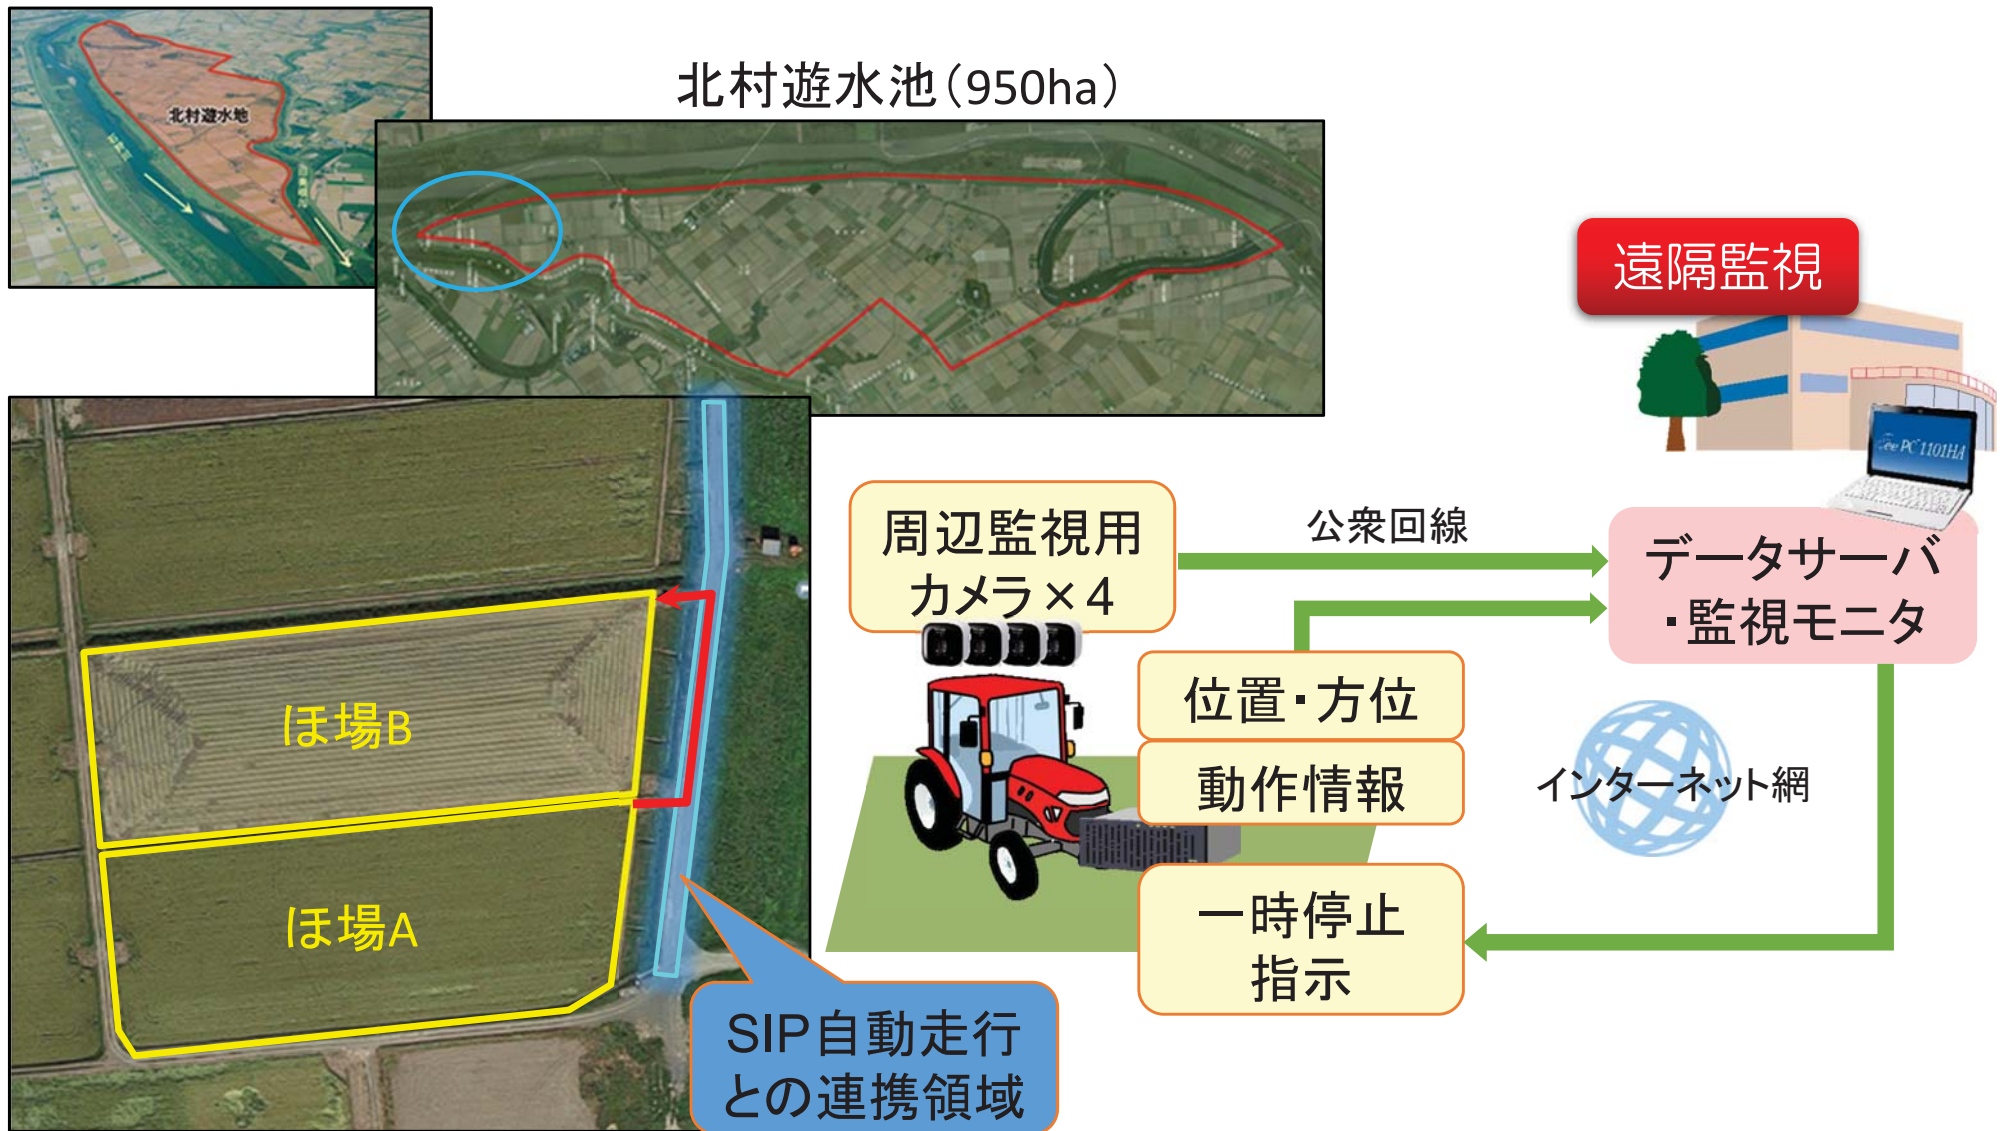 北村遊水地
北村遊水池（950ha）
遠隔監視
Eee PC 1101HA
周辺監視用
カメラ×4
公衆回線
データサーバ
・監視モニタ
位置・方位
動作情報
インターネット網
一時停止
指示
ほ場B
ほ場A
SIP自動走行
との連携領域